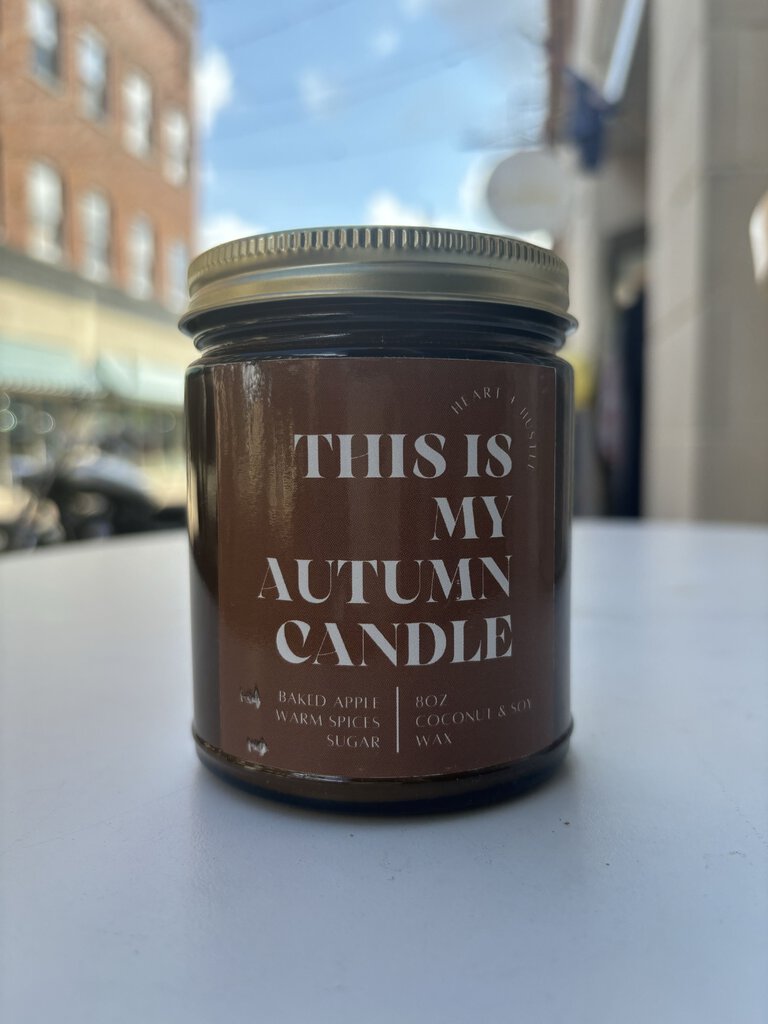 HEART + HUSTLE
THIS IS
MY
AUTUMN
CANDLE
BAKED APPLE
WARM SPICES
SUGAR
8OZ
COCONUT & SOY
WAX